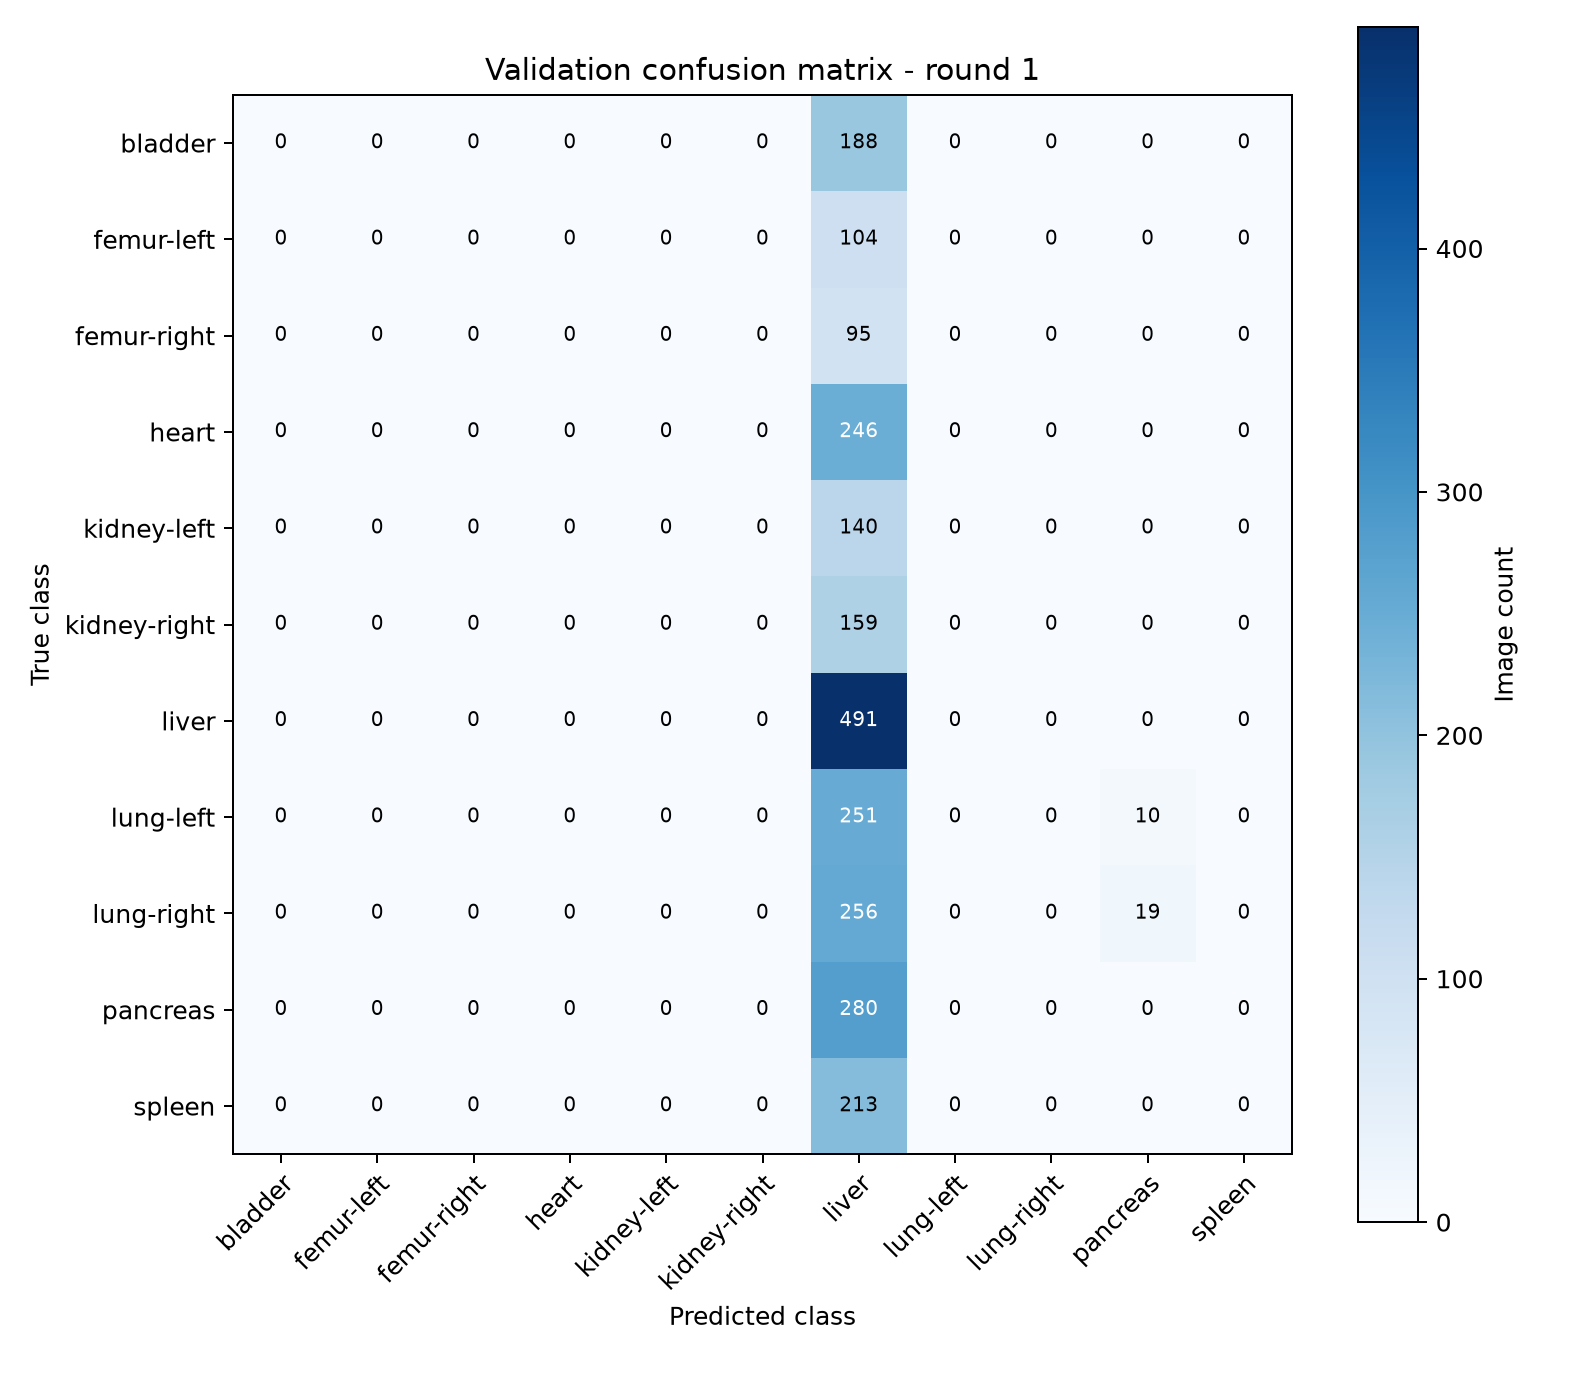 Validation confusion matrix - round 1
bladder 0 0 0 0 0 0 188 0 0 0 0
femur-left 0 0 0 0 0 0 104 0 0 0 0
femur-right 0 0 0 0 0 0 95 0 0 0 0
heart 0 0 0 0 0 0 246 0 0 0 0
kidney-left 0 0 0 0 0 0 140 0 0 0 0
kidney-right 0 0 0 0 0 0 159 0 0 0 0
liver 0 0 0 0 0 0 491 0 0 0 0
lung-left 0 0 0 0 0 0 251 0 0 10 0
lung-right 0 0 0 0 0 0 256 0 0 19 0
pancreas 0 0 0 0 0 0 280 0 0 0 0
spleen 0 0 0 0 0 0 213 0 0 0 0
True class
bladder femur-left femur-right heart kidney-left kidney-right liver lung-left lung-right pancreas spleen
Predicted class
400
300
200
100
0
Image count